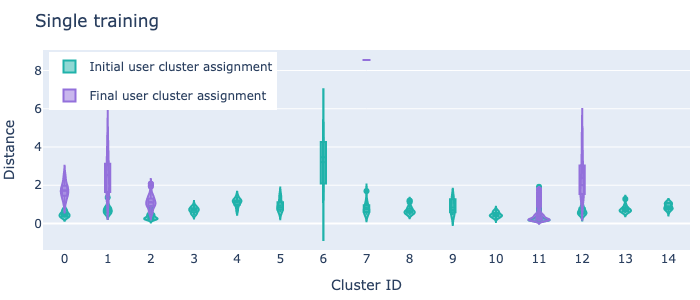 Single training
Initial user cluster assignment
Final user cluster assignment
Distance
8
6
4
2
0
0 1 2 3 4 5 6 7 8 9 10 11 12 13 14
Cluster ID